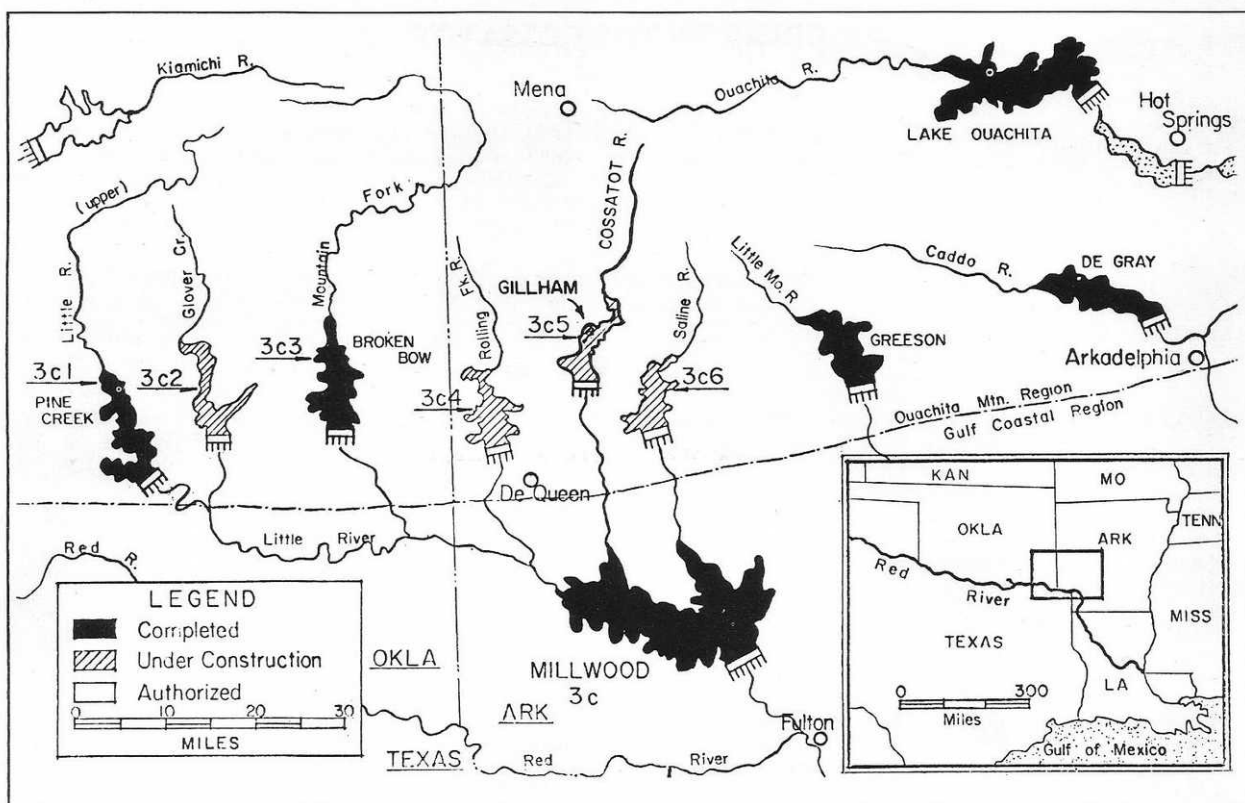 Kiamichi R.
Mena
Ouachita R.
LAKE OUACHITA
Hot
Springs
(upper)
Little R.
Glover Cr.
Mountain
Fork
Rolling Fk. R.
COSSATOT R.
Saline R.
Little Mo. R
Caddo R.
DE GRAY
GILLHAM
3c5
3c1
PINE
CREEK
3c2
3c3
BROKEN
BOW
3c4
3c6
GREESON
Arkadelphia
Ouachita Mtn. Region
Gulf Coastal Region
De Queen
Little River
Red R.
LEGEND
Completed
Under Construction
Authorized
0 10 20 30
MILES
OKLA
ARK
TEXAS
MILLWOOD
3c
Fulton
Red River
KAN
MO
OKLA
ARK
TENN
Red
River
MISS
TEXAS
LA
0 300
Miles
Gulf of Mexico